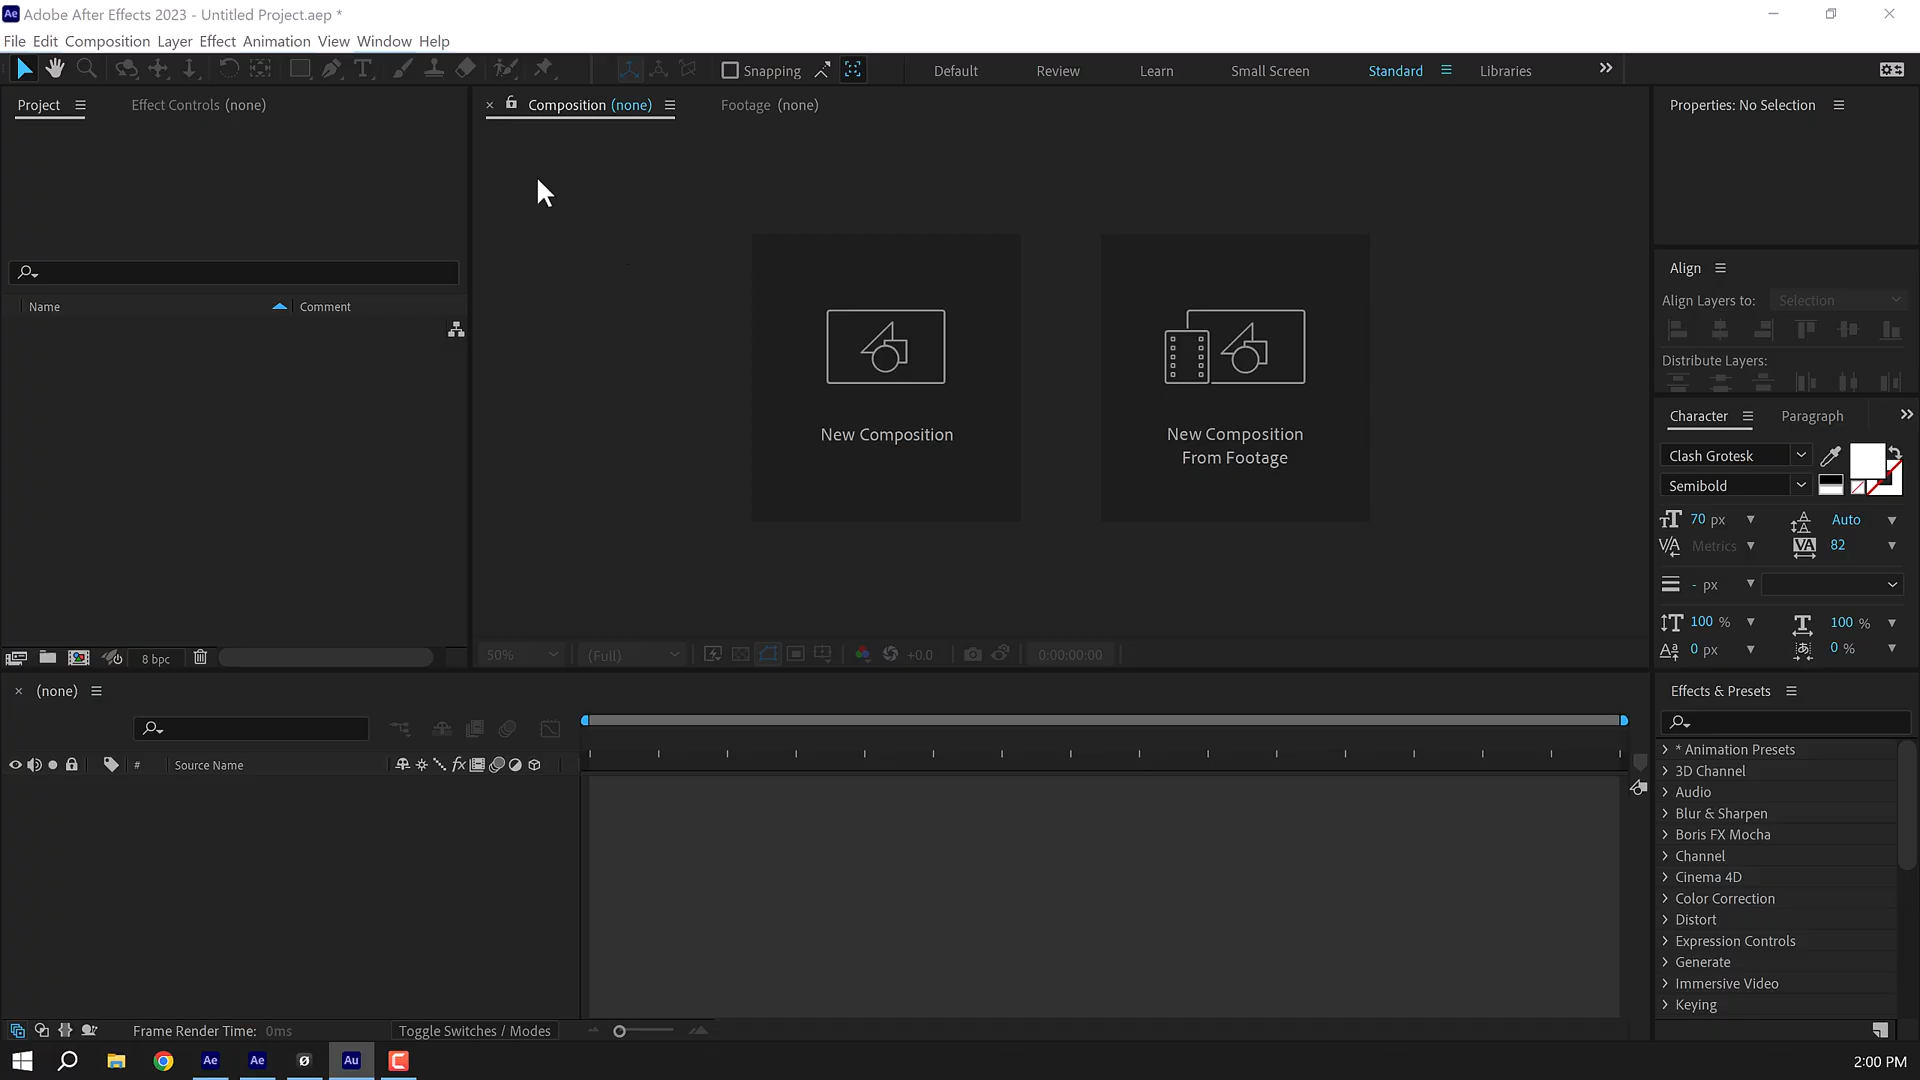 Ae Adobe After Effects 2023 - Untitled Project.aep *
File Edit Composition Layer Effect Animation View Window Help
Snapping Default Review Learn Small Screen Standard Libraries
Project
Effect Controls (none)
Composition (none)
Footage (none)
Name
Comment
8 bpc
New Composition
New Composition
From Footage
50%
(Full)
+0.0
0:00:00:00
Properties: No Selection
Align
Align Layers to: Selection
Distribute Layers:
Character
Paragraph
Clash Grotesk
Semibold
70 px
Auto
Metrics
82
- px
100 %
100 %
0 px
0 %
(none)
# Source Name
Frame Render Time: 0ms
Toggle Switches / Modes
Effects & Presets
* Animation Presets
3D Channel
Audio
Blur & Sharpen
Boris FX Mocha
Channel
Cinema 4D
Color Correction
Distort
Expression Controls
Generate
Immersive Video
Keying
Ae
Ae
Au
2:00 PM